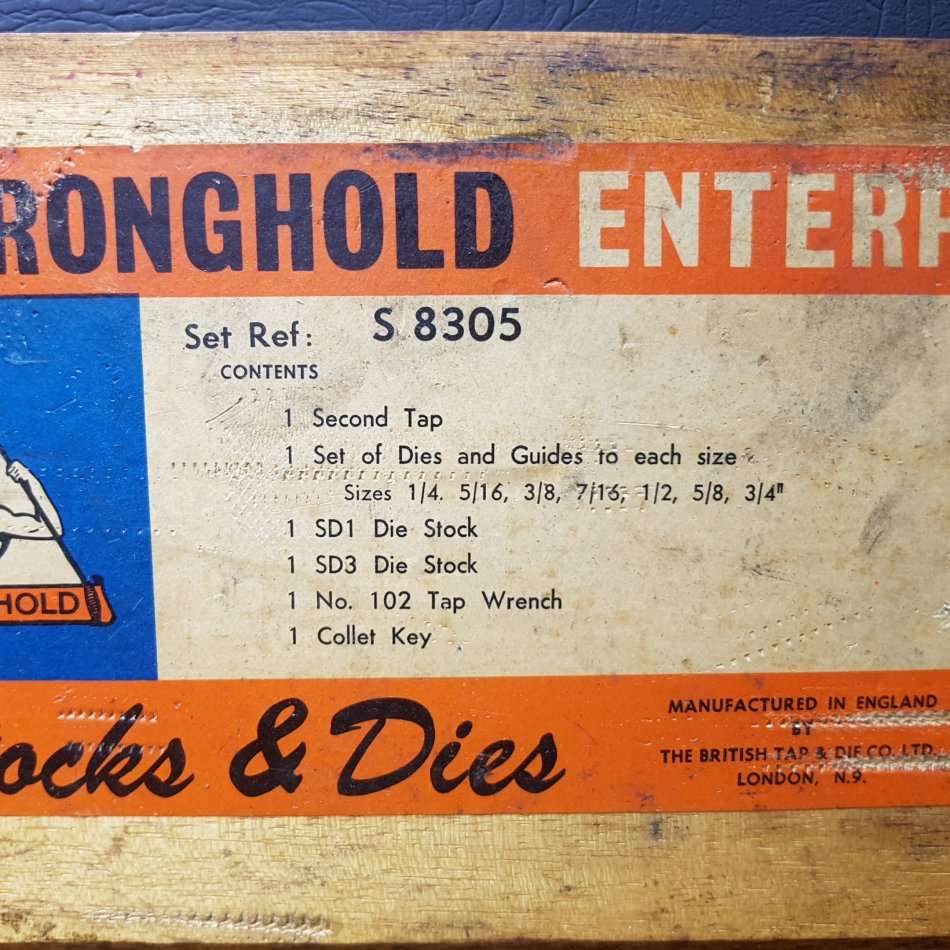 RONGHOLD ENTERP
Set Ref: S 8305
CONTENTS
1 Second Tap
1 Set of Dies and Guides to each size
Sizes 1/4. 5/16, 3/8, 7/16, 1/2, 5/8, 3/4"
1 SD1 Die Stock
1 SD3 Die Stock
1 No. 102 Tap Wrench
1 Collet Key
HOLD
ocks & Dies
MANUFACTURED IN ENGLAND
BY
THE BRITISH TAP & DIE CO. LTD.,
LONDON, N.9.